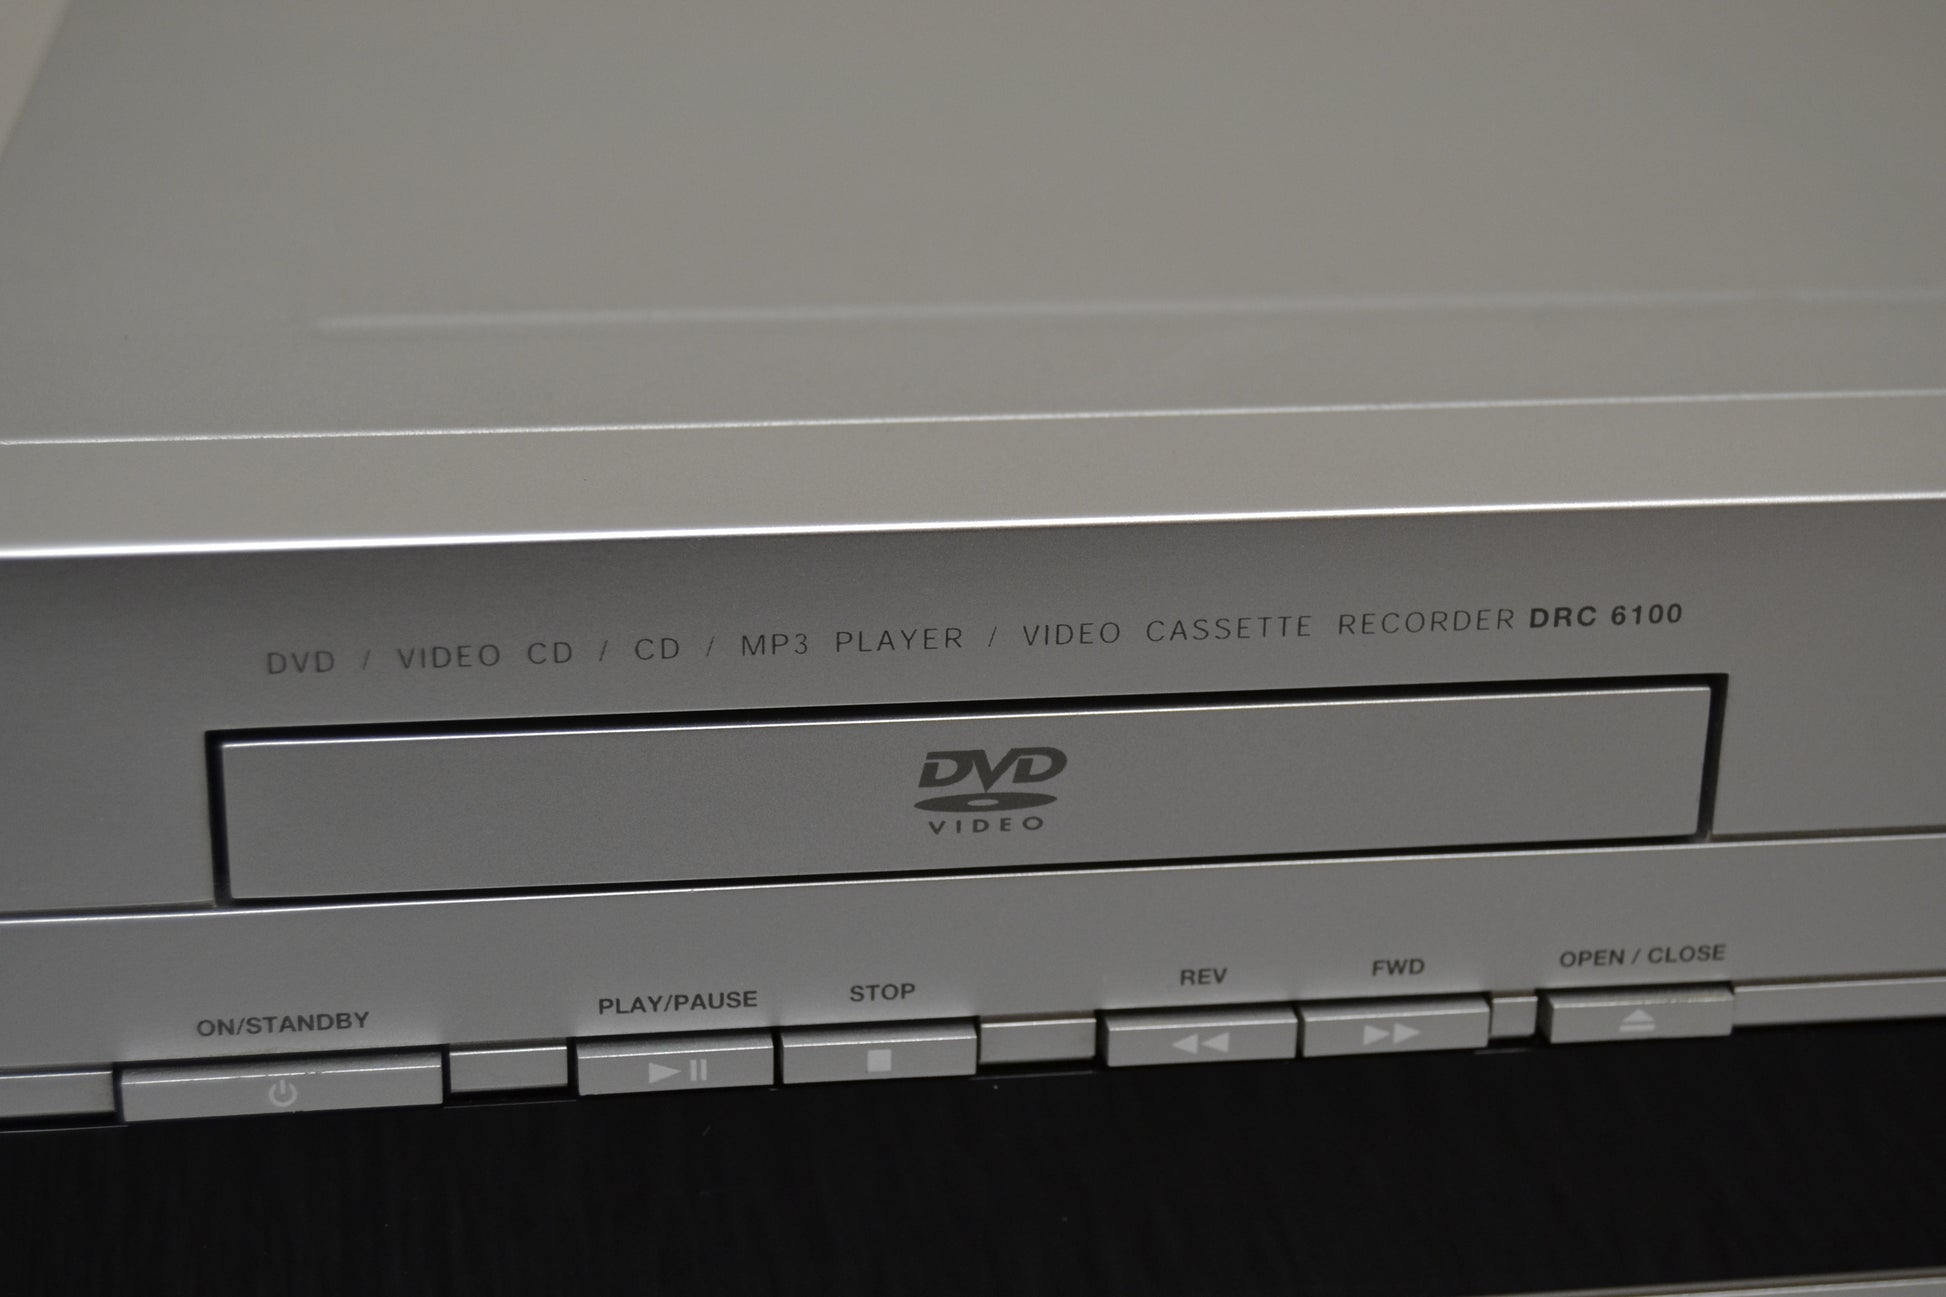 DVD / VIDEO CD / CD / MP3 PLAYER / VIDEO CASSETTE RECORDER DRC 6100
DVD
VIDEO
ON/STANDBY
PLAY/PAUSE
STOP
REV
FWD
OPEN / CLOSE